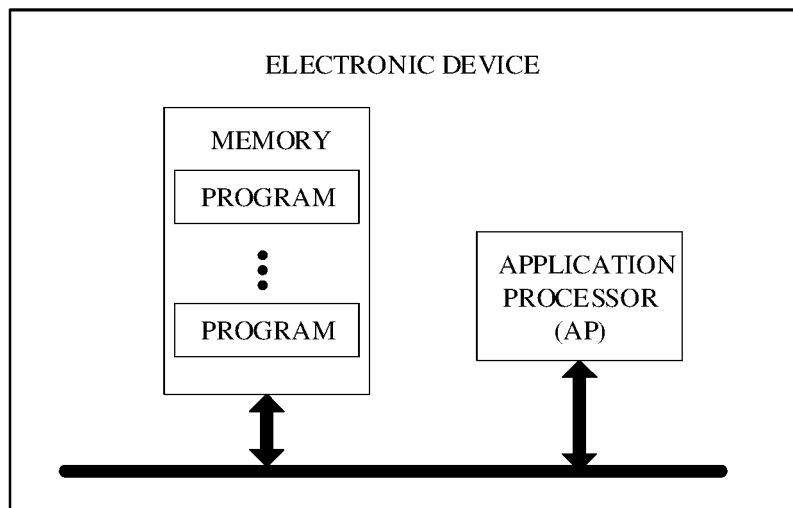 ELECTRONIC DEVICE
MEMORY
PROGRAM
PROGRAM
APPLICATION
PROCESSOR
(AP)